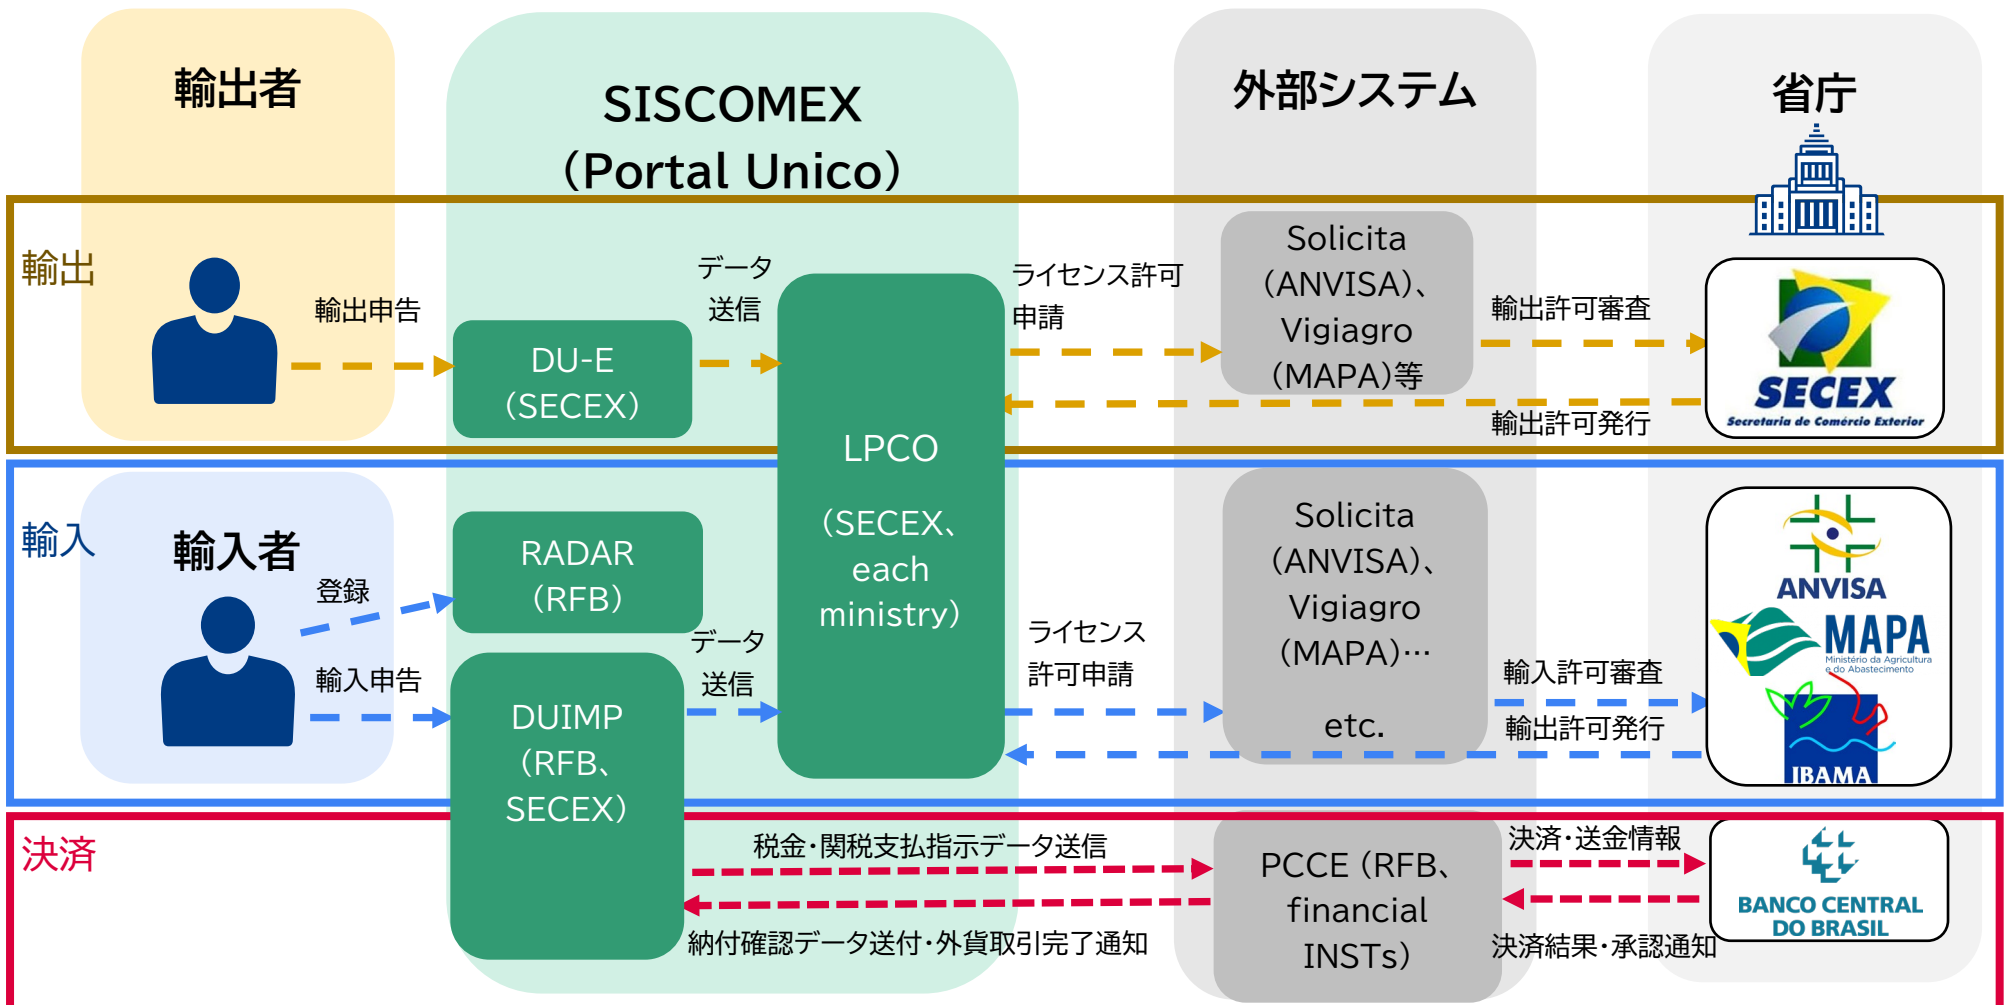 輸出者
SISCOMEX
（Portal Unico）
外部システム
省庁
輸出
輸出申告
DU-E
（SECEX）
データ
送信
LPCO
（SECEX、
each
ministry）
ライセンス許可
申請
Solicita
（ANVISA）、
Vigiagro
（MAPA）等
輸出許可審査
輸出許可発行
SECEX
Secretaria de Comércio Exterior
輸入
輸入者
登録
輸入申告
RADAR
（RFB）
DUIMP
（RFB、
SECEX）
データ
送信
ライセンス
許可申請
Solicita
（ANVISA）、
Vigiagro
（MAPA）…
etc.
輸入許可審査
輸出許可発行
ANVISA
MAPA
Ministério da Agricultura
e do Abastecimento
IBAMA
決済
税金・関税支払指示データ送信
納付確認データ送付・外貨取引完了通知
PCCE（RFB、
financial
INSTs）
決済・送金情報
決済結果・承認通知
BANCO CENTRAL
DO BRASIL